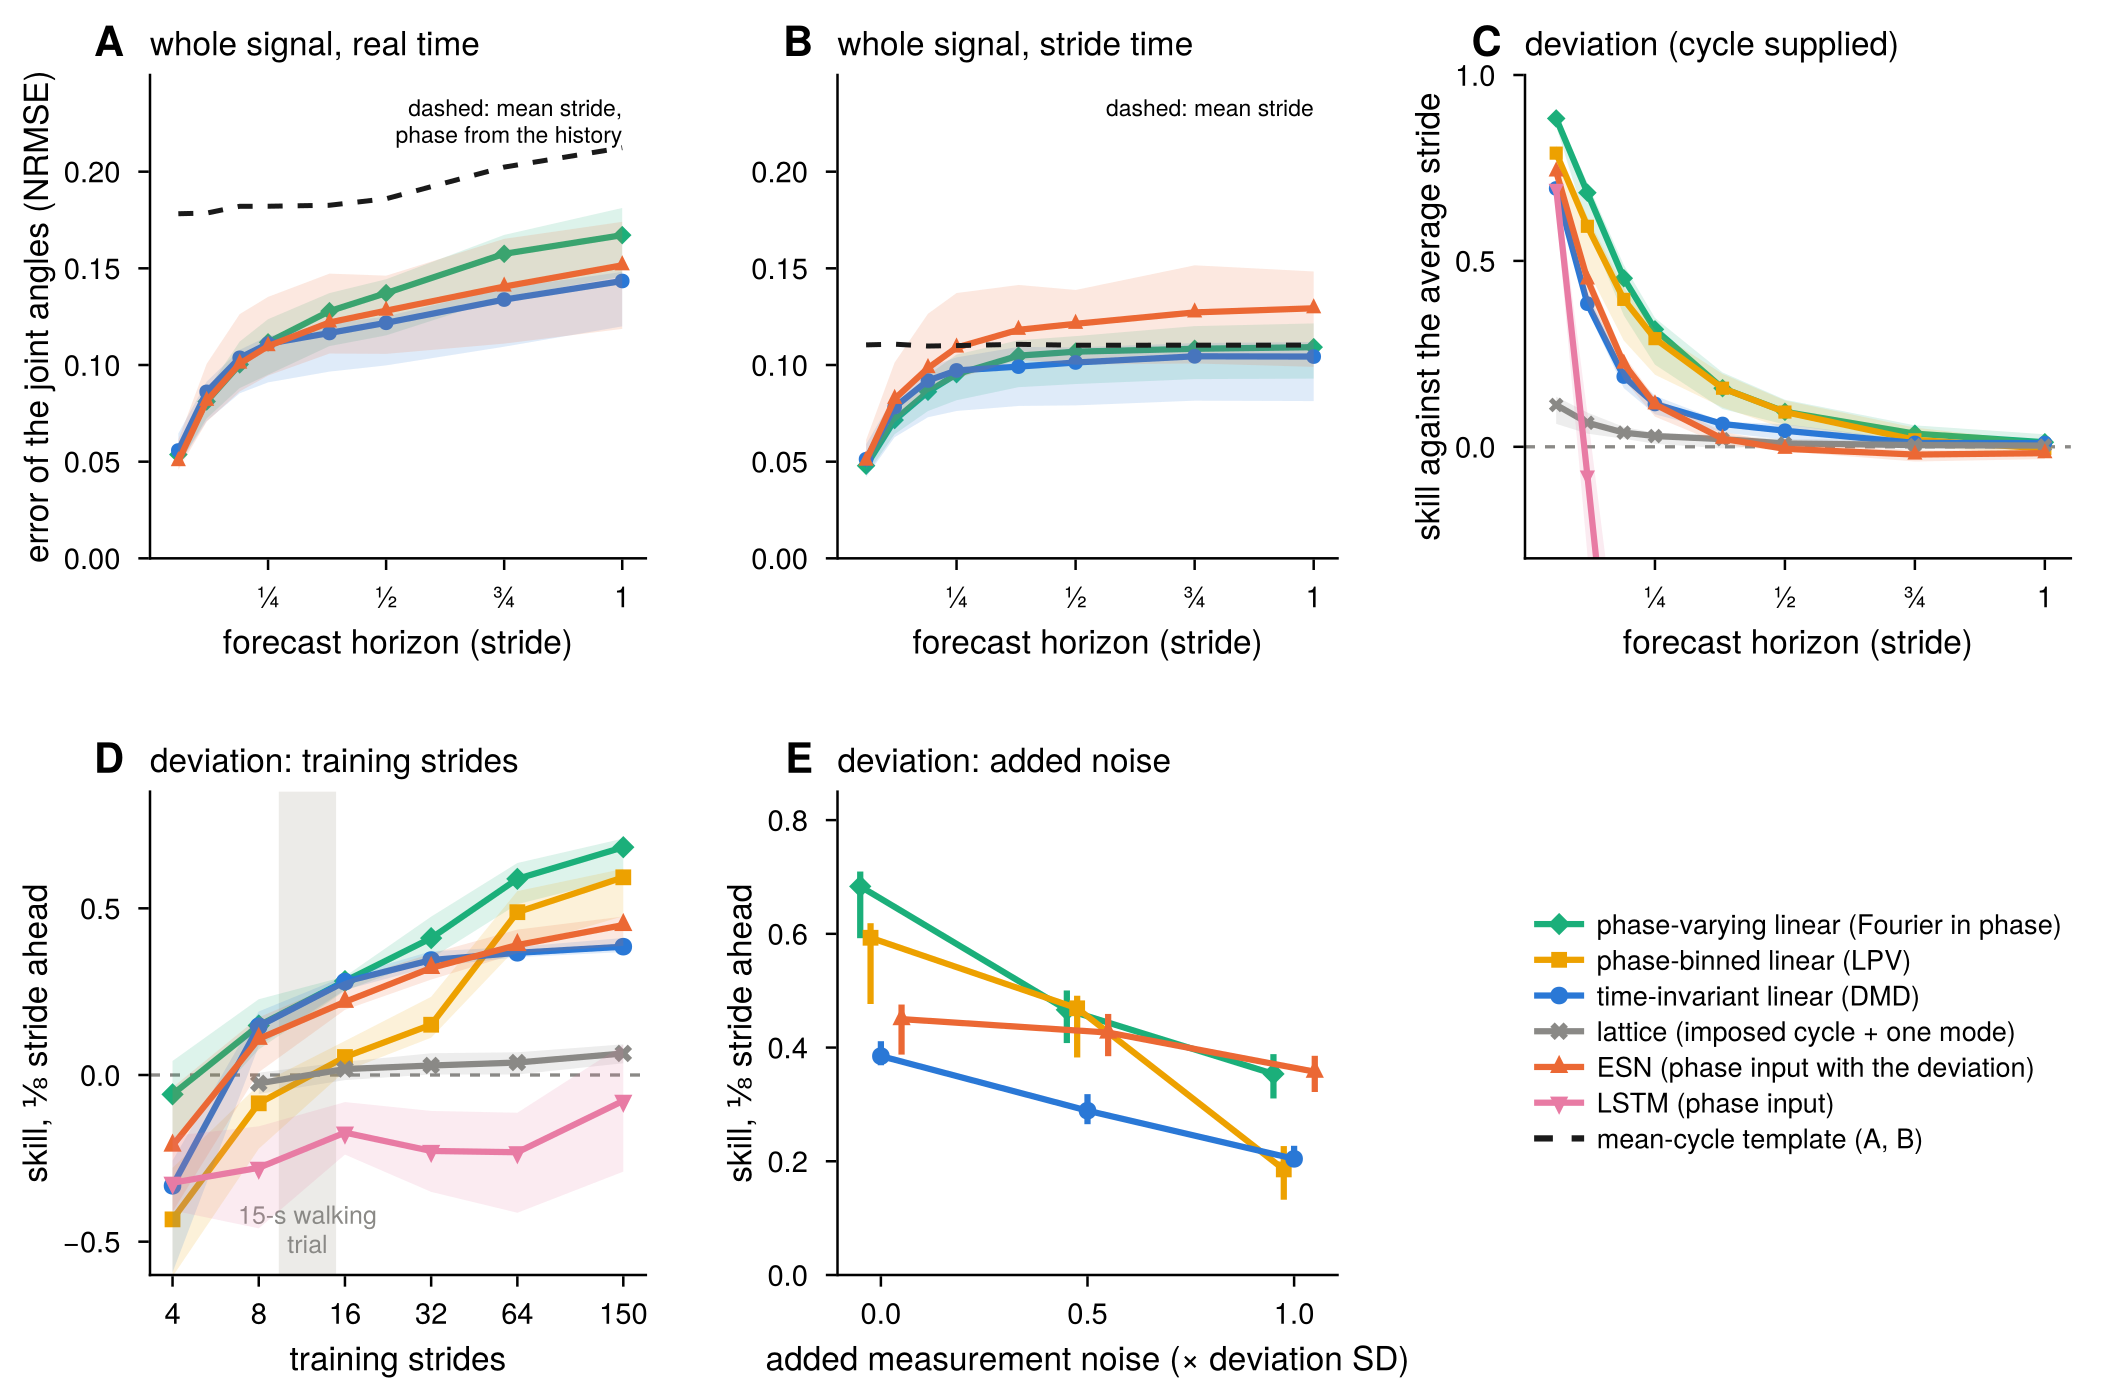 A whole signal, real time
dashed: mean stride,
phase from the history
error of the joint angles (NRMSE)
0.20
0.15
0.10
0.05
0.00
¼ ½ ¾ 1
forecast horizon (stride)
B whole signal, stride time
dashed: mean stride
0.20
0.15
0.10
0.05
0.00
¼ ½ ¾ 1
forecast horizon (stride)
C deviation (cycle supplied)
skill against the average stride
1.0
0.5
0.0
¼ ½ ¾ 1
forecast horizon (stride)
D deviation: training strides
skill, ⅛ stride ahead
0.5
0.0
−0.5
15-s walking
trial
4 8 16 32 64 150
training strides
E deviation: added noise
skill, ⅛ stride ahead
0.8
0.6
0.4
0.2
0.0
0.0 0.5 1.0
added measurement noise (× deviation SD)
phase-varying linear (Fourier in phase)
phase-binned linear (LPV)
time-invariant linear (DMD)
lattice (imposed cycle + one mode)
ESN (phase input with the deviation)
LSTM (phase input)
mean-cycle template (A, B)